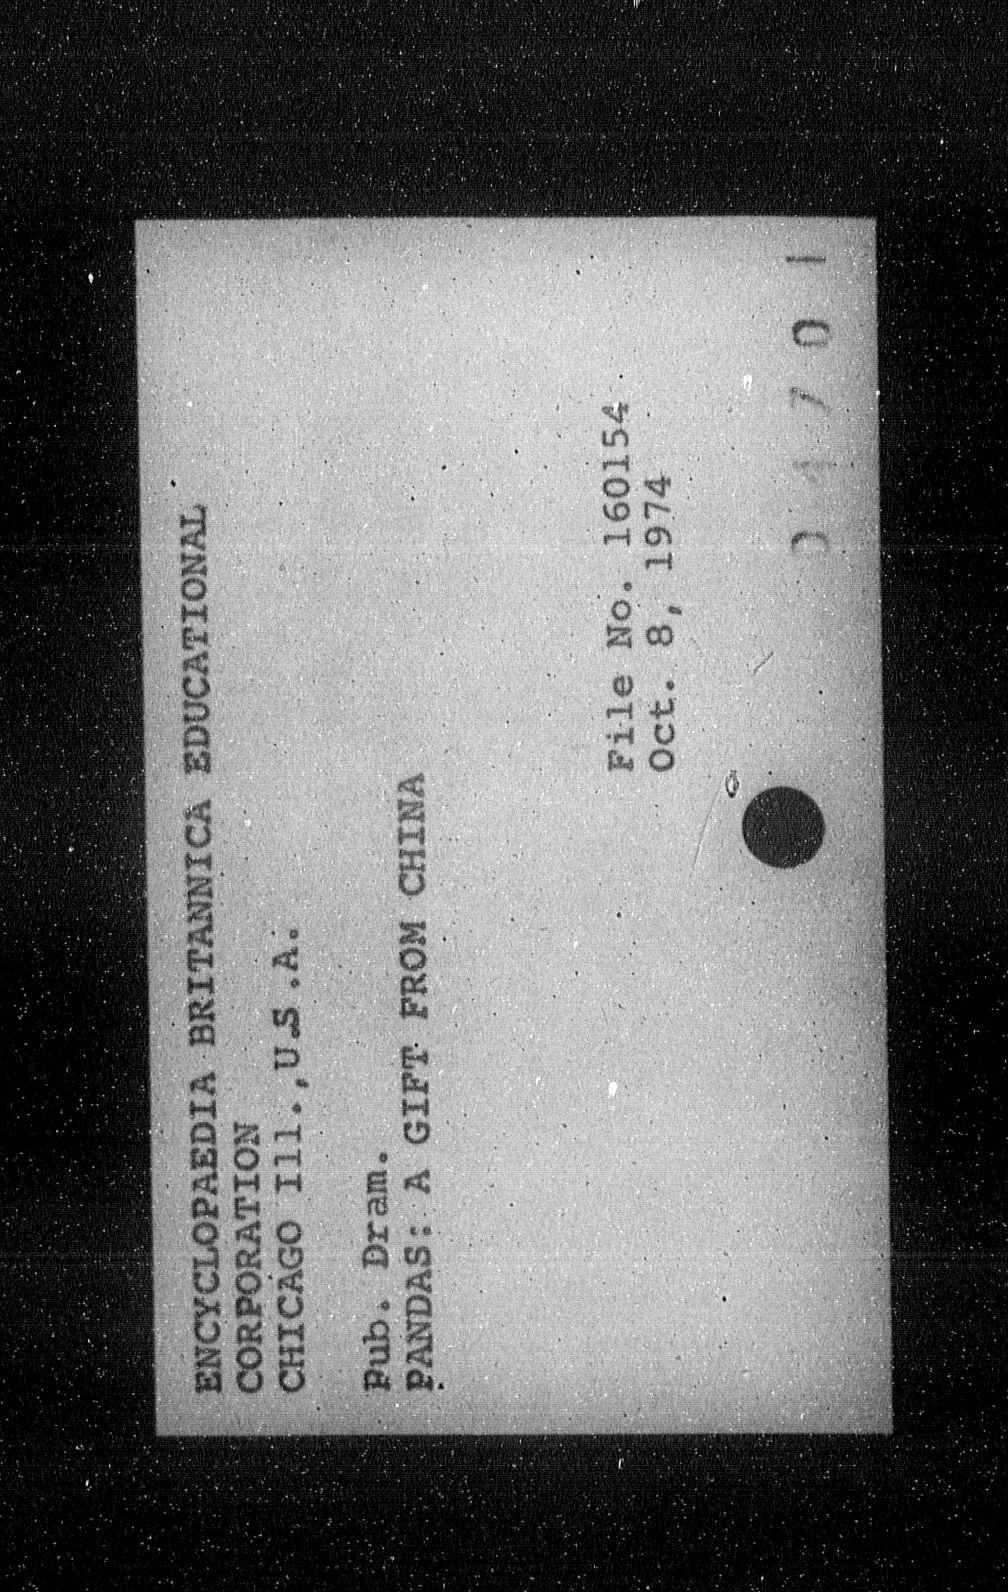 ENCYCLOPAEDIA BRITANNICA EDUCATIONAL
CORPORATION
CHICAGO Ill.,U.S.A.
Pub. Dram.
PANDAS: A GIFT FROM CHINA
File No. 160154
Oct. 8, 1974